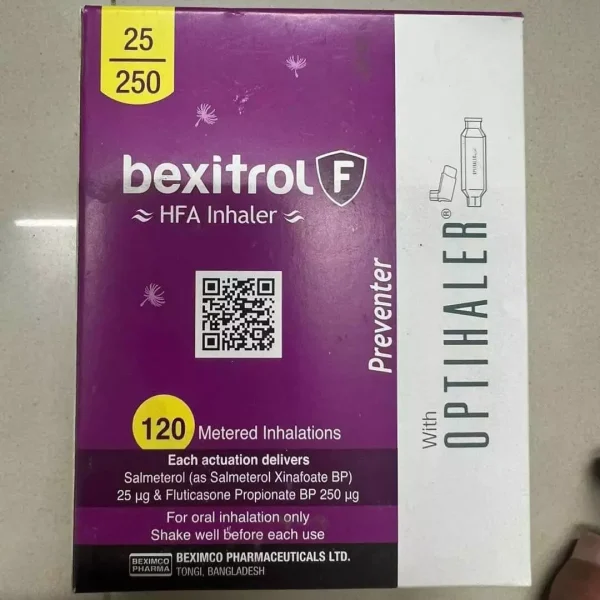 25
250
bexitrol F
HFA Inhaler
Preventer
With OPTIHALER®
120 Metered Inhalations
Each actuation delivers
Salmeterol (as Salmeterol Xinafoate BP)
25 µg & Fluticasone Propionate BP 250 µg
For oral inhalation only
Shake well before each use
BEXIMCO
PHARMA
BEXIMCO PHARMACEUTICALS LTD.
TONGI, BANGLADESH